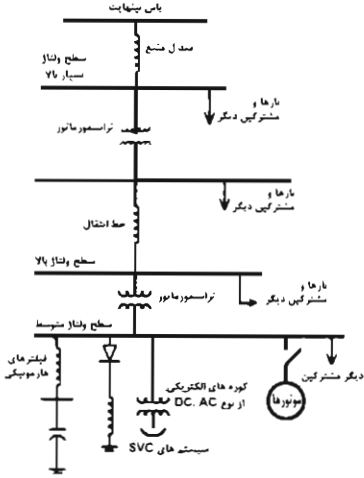 باس بینهایت
معدل منبع
سطح ولتاژ
بسیار بالا
بارها و
مشترکین دیگر
ترانسفورماتور
بارها و
مشترکین دیگر
خط انتقال
سطح ولتاژ بالا
بارها و
مشترکین دیگر
ترانسفورماتور
سطح ولتاژ متوسط
فیلترهای
هارمونیکی
کوره های الکتریکی
از نوع DC, AC
دیگر مشترکین
موتورها
سیستم های SVC